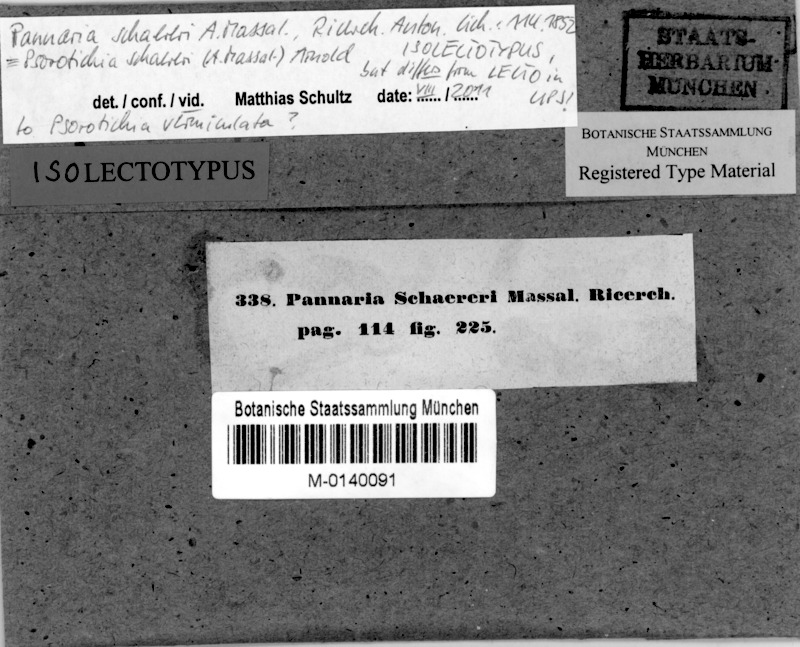 Pannaria schaereri A. Massal., Ricerch. Auton. Lich.: 114. 1852
= Psorotichia schaereri (A. Massal.) Arnold
ISOLECTOTYPUS,
but differs from LECTO in
UPS!
det. / conf. / vid. Matthias Schultz date: VIII / 2011
to Psorotichia vermiculata ?
STAATS-
HERBARIUM
MÜNCHEN
BOTANISCHE STAATSSAMMLUNG
MÜNCHEN
Registered Type Material
ISOLECTOTYPUS
338. Pannaria Schaereri Massal. Ricerch.
pag. 114 fig. 225.
Botanische Staatssammlung München
M-0140091